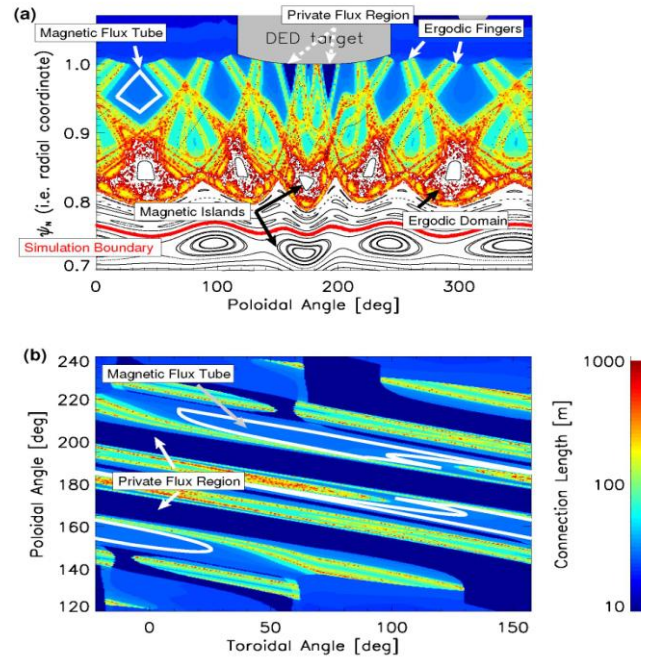 (a)
Magnetic Flux Tube
Private Flux Region
Ergodic Fingers
DED target
1.0
0.9
0.8
0.7
ψN (i.e. radial coordinate)
Magnetic Islands
Ergodic Domain
Simulation Boundary
0
100
200
300
Poloidal Angle [deg]
(b)
Magnetic Flux Tube
Private Flux Region
240
220
200
180
160
140
120
Poloidal Angle [deg]
0
50
100
150
Toroidal Angle [deg]
1000
100
10
Connection Length [m]